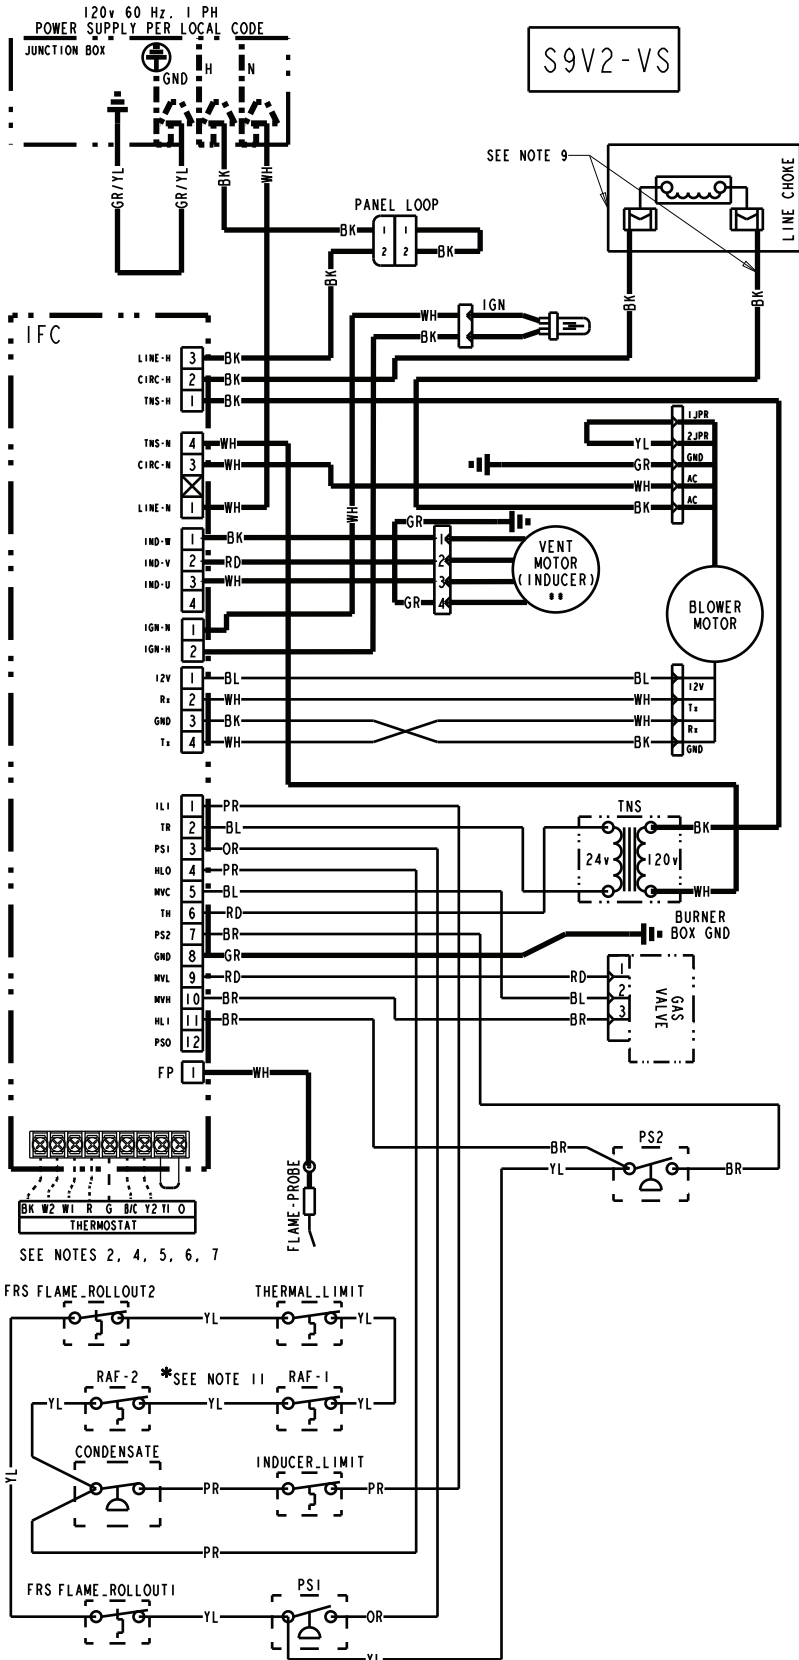 120v 60 Hz. 1 PH
POWER SUPPLY PER LOCAL CODE
JUNCTION BOX
GND
H
N
S9V2-VS
GR/YL
GR/YL
BK
WH
SEE NOTE 9
LINE CHOKE
PANEL LOOP
BK 1 1
2 2 BK
BK
BK
BK
IGN
WH
BK
IFC
LINE-H 3 BK
CIRC-H 2 BK
TNS-H 1 BK
TNS-N 4 WH
CIRC-N 3 WH
LINE-N 1 WH
1JPR
YL 2JPR
GR GND
WH AC
BK AC
WH
IND-W 1 BK
IND-V 2 RD
IND-U 3 WH
4
GR
1
2
3
GR 4
VENT
MOTOR
(INDUCER)
**
BLOWER
MOTOR
IGN-N 1
IGN-H 2
12V 1 BL BL 12V
Rx 2 WH WH Tx
GND 3 BK WH Rx
Tx 4 WH BK GND
ILI 1 PR
TR 2 BL
PS1 3 OR
HLO 4 PR
MVC 5 BL
TH 6 RD
PS2 7 BR
GND 8 GR
MVL 9 RD
MVH 10 BR
HLI 11 BR
PSO 12
FP 1 WH
TNS
24v 120v
BK
WH
BURNER
BOX GND
RD 1
BL 2
BR 3
GAS
VALVE
PS2
BR
YL
BR
FLAME-PROBE
BK W2 W1 R G B/C Y2 Y1 O
THERMOSTAT
SEE NOTES 2, 4, 5, 6, 7
FRS FLAME_ROLLOUT2
THERMAL_LIMIT
YL YL
RAF-2
*SEE NOTE 11
RAF-1
YL YL YL
CONDENSATE
INDUCER_LIMIT
YL
PR PR
PR
FRS FLAME_ROLLOUT1
PS1
YL OR
YL